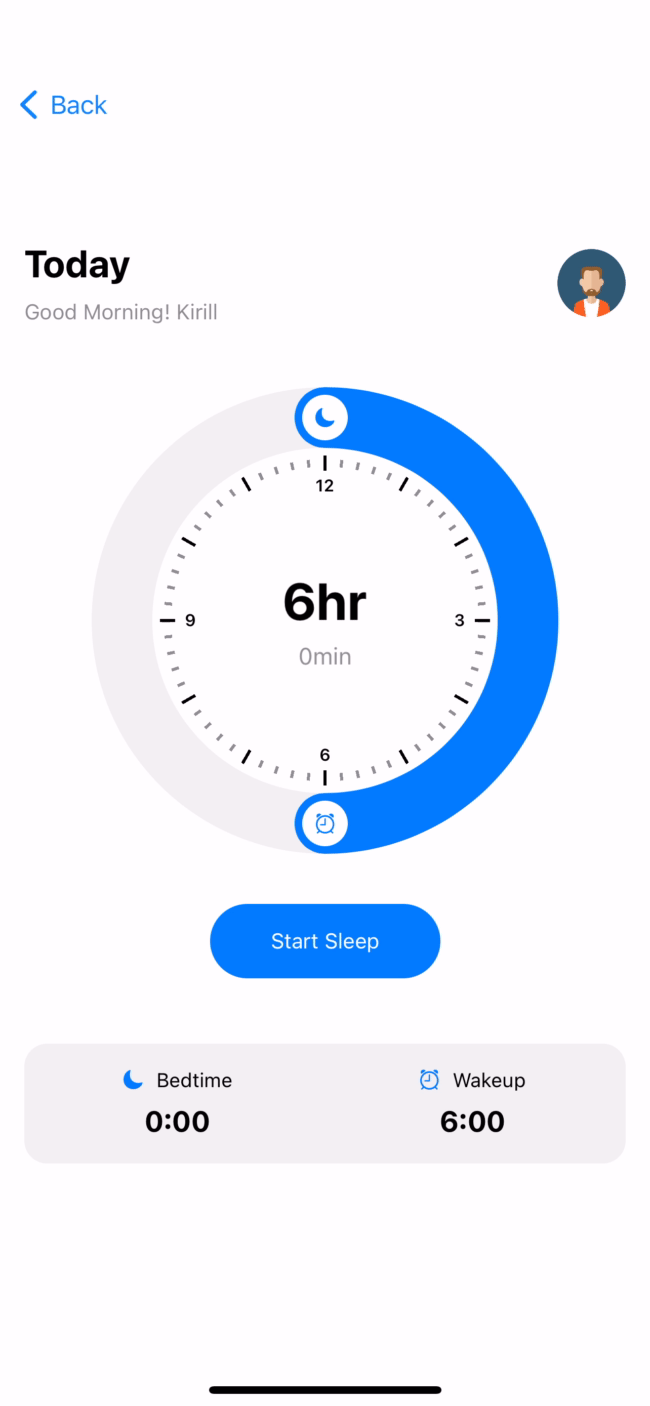 Back
Today
Good Morning! Kirill
12
9
3
6
6hr
0min
Start Sleep
Bedtime
Wakeup
0:00
6:00